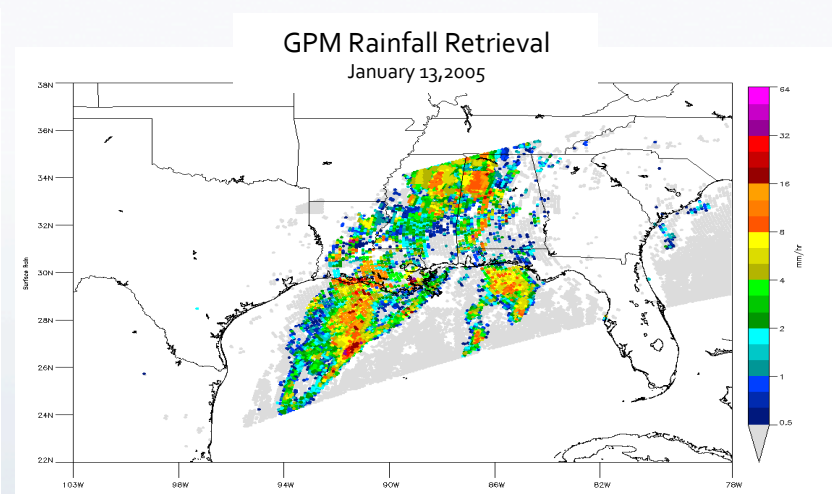 GPM Rainfall Retrieval
January 13,2005
38N
36N
34N
32N
30N
28N
26N
24N
22N
Surface Rain
103W 98W 94W 90W 86W 82W 78W
64
32
16
8
4
2
1
0.5
mm/hr